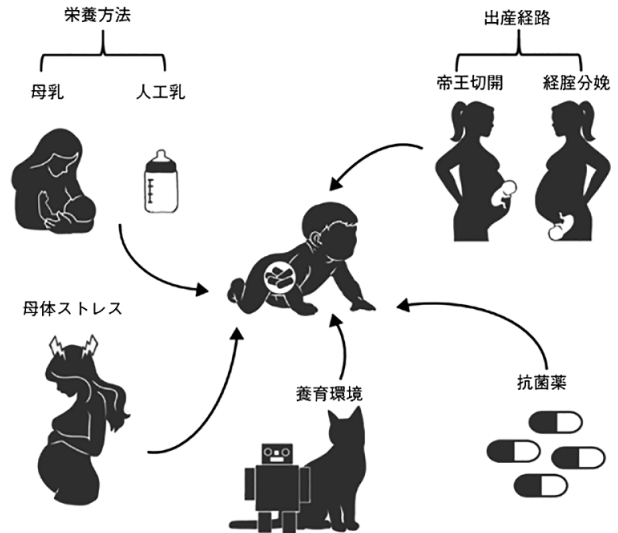 栄養方法
母乳
人工乳
出産経路
帝王切開
経腟分娩
母体ストレス
養育環境
抗菌薬